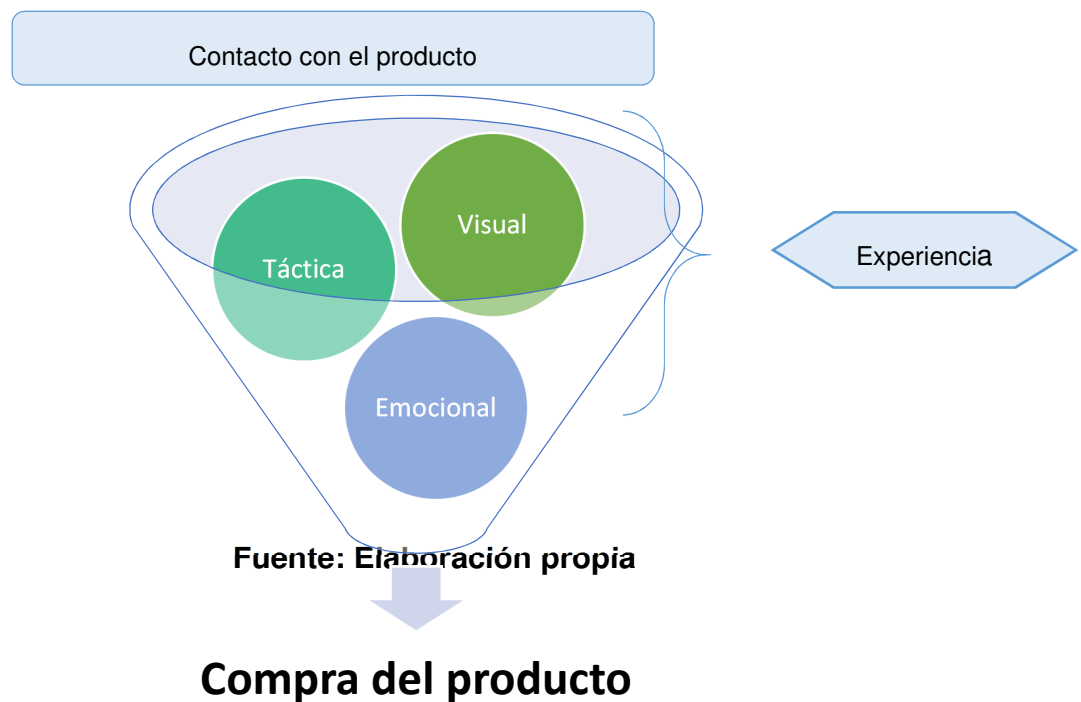 Contacto con el producto
Visual
Táctica
Experiencia
Emocional
Fuente: Elaboración propia
Compra del producto